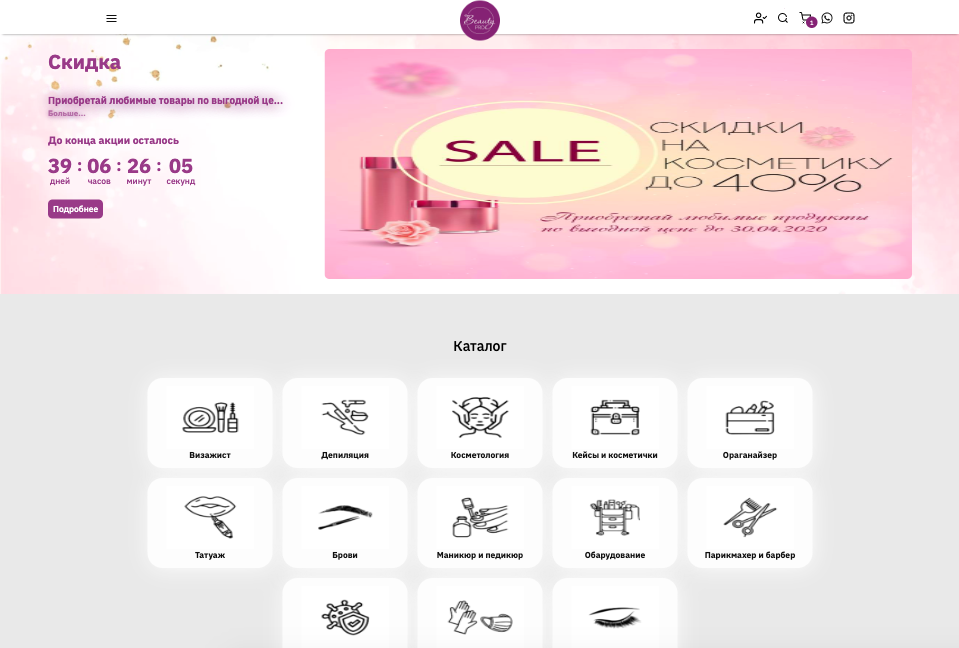 Beauty
PROF
1
Скидка
Приобретай любимые товары по выгодной це...
Больше...
До конца акции осталось
39 : 06 : 26 : 05
дней часов минут секунд
Подробнее
SALE
СКИДКИ
НА
КОСМЕТИКУ
ДО 40%
Приобретай любимые продукты
по выгодной цене до 30.04.2020
Каталог
Визажист
Депиляция
Косметология
Кейсы и косметички
Ораганайзер
Татуаж
Брови
Маникюр и педикюр
Обарудование
Парикмахер и барбер